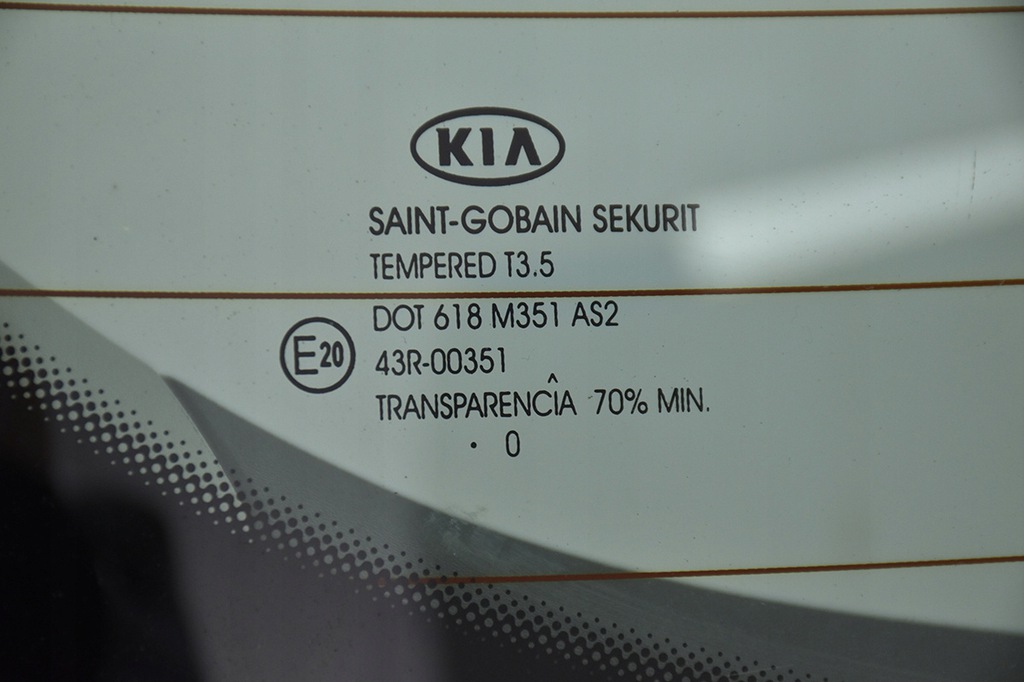 KIA
SAINT-GOBAIN SEKURIT
TEMPERED T3.5
DOT 618 M351 AS2
E20 43R-00351
TRANSPARENCÎA 70% MIN.
· 0